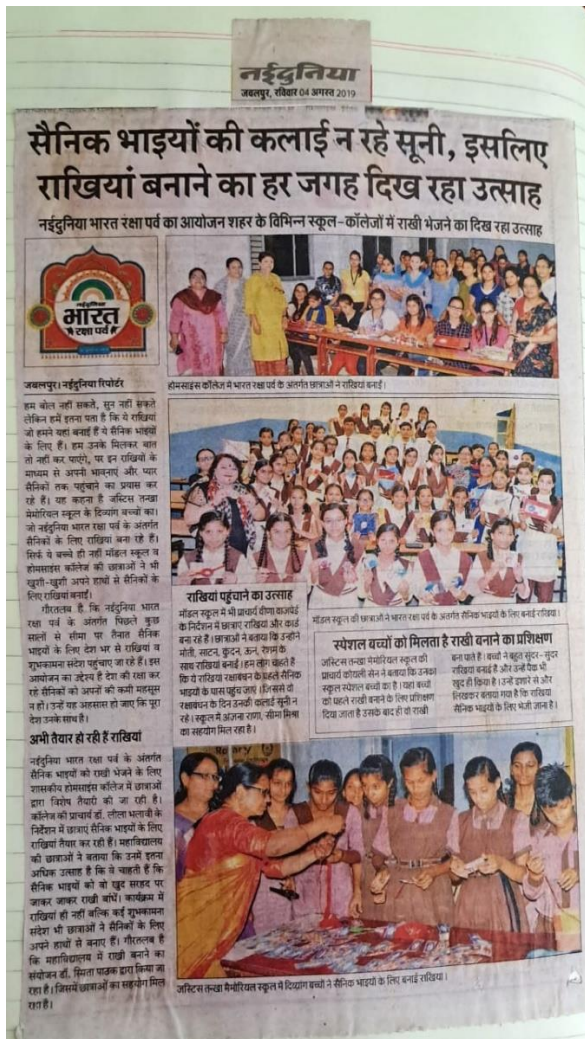 नईदुनिया
जबलपुर, रविवार 04 अगस्त 2019
सैनिक भाइयों की कलाई न रहे सूनी, इसलिए
राखियां बनाने का हर जगह दिख रहा उत्साह
नईदुनिया भारत रक्षा पर्व का आयोजन शहर के विभिन्न स्कूल-कॉलेजों में राखी भेजने का दिख रहा उत्साह
नईदुनिया
भारत
रक्षा पर्व
होमसाइंस कॉलेज में भारत रक्षा पर्व के अंतर्गत छात्राओं ने राखियां बनाईं।
जबलपुर। नईदुनिया रिपोर्टर
हम बोल नहीं सकते, सुन नहीं सकते
लेकिन हमें इतना पता है कि ये राखियां
जो हमने यहां बनाई हैं ये सैनिक भाइयों
के लिए हैं। हम उनके मिलकर बात
तो नहीं कर पाएंगे, पर इन राखियों के
माध्यम से अपनी भावनाएं और प्यार
सैनिकों तक पहुंचाने का प्रयास कर
रहे हैं। यह कहना है जस्टिस तन्खा
मेमोरियल स्कूल के दिव्यांग बच्चों का।
जो नईदुनिया भारत रक्षा पर्व के अंतर्गत
सैनिकों के लिए राखियां बना रहे हैं।
सिर्फ ये बच्चे ही नहीं मॉडल स्कूल व
होमसाइंस कॉलेज की छात्राओं ने भी
खुशी-खुशी अपने हाथों से सैनिकों के
लिए राखियां बनाईं।
गौरतलब है कि नईदुनिया भारत
रक्षा पर्व के अंतर्गत पिछले कुछ
सालों से सीमा पर तैनात सैनिक
भाइयों के लिए देश भर से राखियां व
शुभकामना संदेश पहुंचाए जा रहे हैं। इस
आयोजन का उद्देश्य हैं देश की रक्षा कर
रहे सैनिकों को अपनों की कमी महसूस
न हो। उन्हें यह अहसास हो जाए कि पूरा
देश उनके साथ है।
अभी तैयार हो रही हैं राखियां
नईदुनिया भारत रक्षा पर्व के अंतर्गत
सैनिक भाइयों को राखी भेजने के लिए
शासकीय होमसाइंस कॉलेज में छात्राओं
द्वारा विशेष तैयारी की जा रही है।
कॉलेज की प्राचार्य डॉ. लीला भलावी के
निर्देशन में छात्राएं सैनिक भाइयों के लिए
राखियां तैयार कर रही हैं। महाविद्यालय
की छात्राओं ने बताया कि उनमें इतना
अधिक उत्साह है कि वे चाहती हैं कि
सैनिक भाइयों को वो खुद सरहद पर
जाकर जाकर राखी बांधें। कार्यक्रम में
राखियां ही नहीं बल्कि कई शुभकामना
संदेश भी छात्राओं ने सैनिकों के लिए
अपने हाथों से बनाए हैं। गौरतलब है
कि महाविद्यालय में राखी बनाने का
संयोजन डॉ. स्मिता पाठक द्वारा किया जा
रहा है। जिसमें छात्राओं का सहयोग मिल
रहा है।
मॉडल स्कूल की छात्राओं ने भारत रक्षा पर्व के अंतर्गत सैनिक भाइयों के लिए बनाई राखियां।
राखियां पहुंचाने का उत्साह
मॉडल स्कूल में भी प्राचार्य वीणा वाजपेई
के निर्देशन में छात्राएं राखियां और कार्ड
बना रहे हैं। छात्राओं ने बताया कि उन्होंने
मोती, साटन, कुंदन, ऊन, रेशम के
साथ राखियां बनाईं। हम लोग चाहते हैं
कि ये राखियां रक्षाबंधन के पहले सैनिक
भाइयों के पास पहुंच जाएं। जिससे वो
रक्षाबंधन के दिन उनकी कलाई सूनी न
रहे। स्कूल में अंजना राणा, सीमा मिश्रा
का सहयोग मिल रहा है।
स्पेशल बच्चों को मिलता है राखी बनाने का प्रशिक्षण
जस्टिस तन्खा मेमोरियल स्कूल की
प्राचार्य कोयली सेन ने बताया कि उनका
स्कूल स्पेशल बच्चों का है। यहां बच्चों
को पहले राखी बनाने के लिए प्रशिक्षण
दिया जाता है उसके बाद ही वो राखी
बना पाते हैं। बच्चों ने बहुत सुंदर-सुंदर
राखियां बनाई हैं और उन्हें पैक भी
खुद ही किया है। उन्हें इशारे से और
लिखकर बताया गया है कि राखियां
सैनिक भाइयों के लिए भेजी जाना है।
Rotary
जस्टिस तन्खा मेमोरियल स्कूल में दिव्यांग बच्चों ने सैनिक भाइयों के लिए बनाई राखियां।